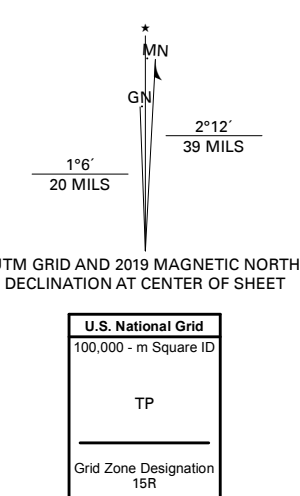 ★
MN
GN
2°12´
39 MILS
1°6´
20 MILS
UTM GRID AND 2019 MAGNETIC NORTH
DECLINATION AT CENTER OF SHEET
U.S. National Grid
100,000 - m Square ID
TP
Grid Zone Designation
15R